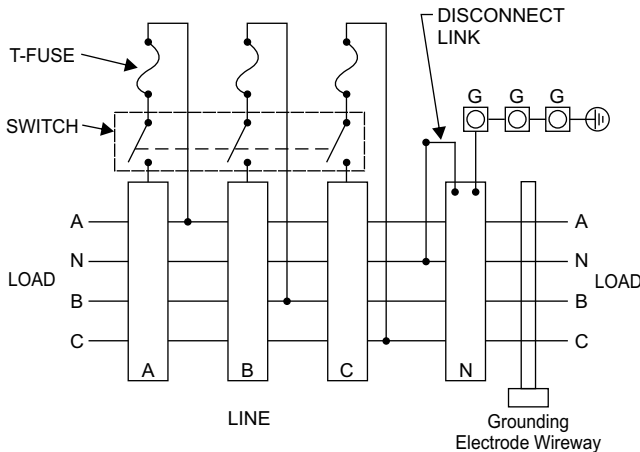 DISCONNECT
LINK
T-FUSE
G G G
SWITCH
A A
N N
LOAD LOAD
B B
C C
A B C N
LINE
Grounding
Electrode Wireway